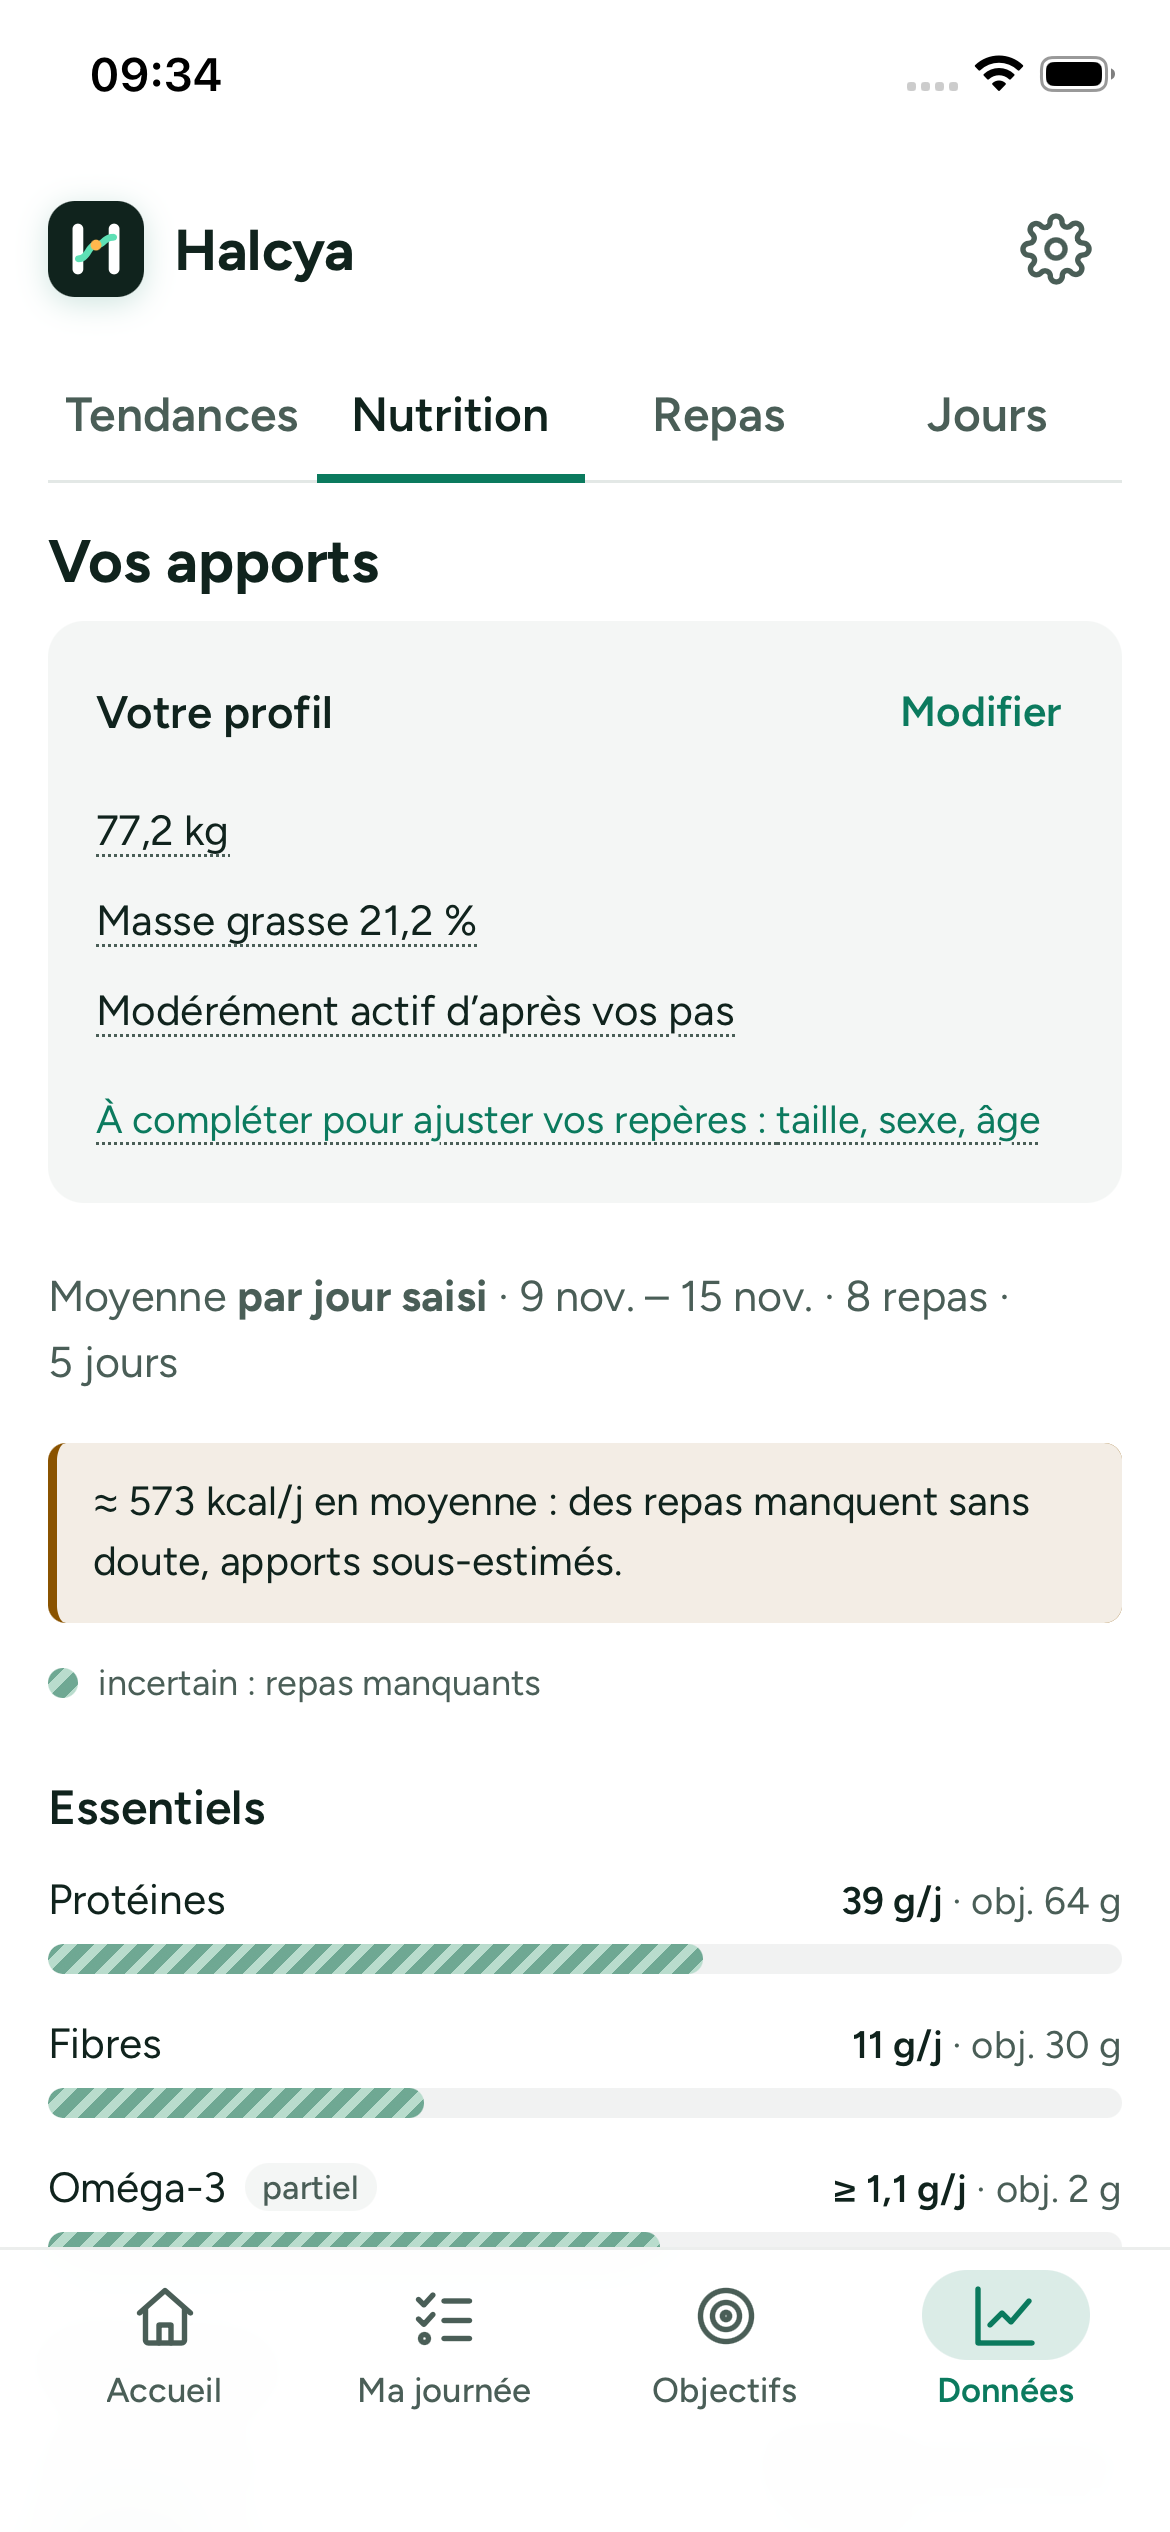 09:34
Halcya
Tendances Nutrition Repas Jours
Vos apports
Votre profil Modifier
77,2 kg
Masse grasse 21,2 %
Modérément actif d’après vos pas
À compléter pour ajuster vos repères : taille, sexe, âge
Moyenne par jour saisi · 9 nov. – 15 nov. · 8 repas ·
5 jours
≈ 573 kcal/j en moyenne : des repas manquent sans
doute, apports sous-estimés.
incertain : repas manquants
Essentiels
Protéines 39 g/j · obj. 64 g
Fibres 11 g/j · obj. 30 g
Oméga-3 partiel ≥ 1,1 g/j · obj. 2 g
Accueil Ma journée Objectifs Données